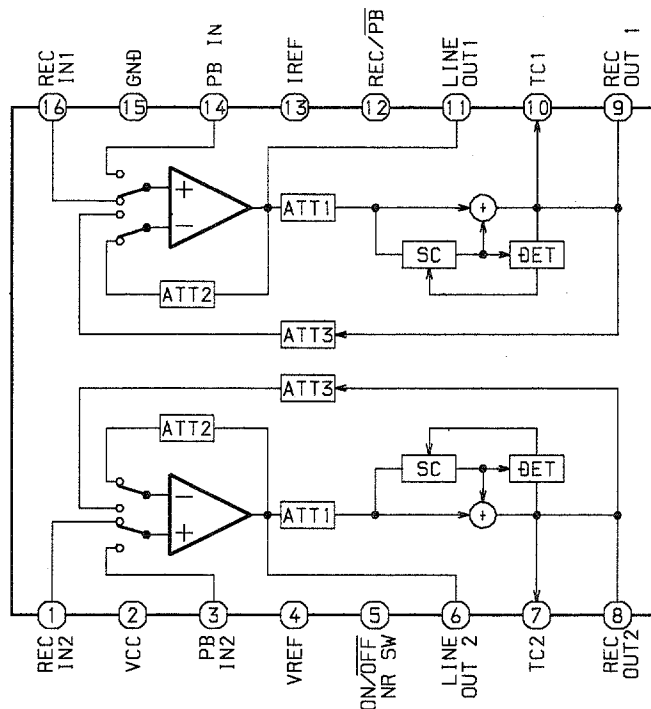 REC IN1
GND
PB IN
IREF
REC/PB
LINE OUT1
TC1
REC OUT 1
16
15
14
13
12
11
10
9
+
−
ATT1
+
SC
DET
ATT2
ATT3
ATT3
ATT2
SC
DET
−
+
ATT1
+
1
2
3
4
5
6
7
8
REC IN2
VCC
PB IN2
VREF
ON/OFF NR SW
LINE OUT 2
TC2
REC OUT2